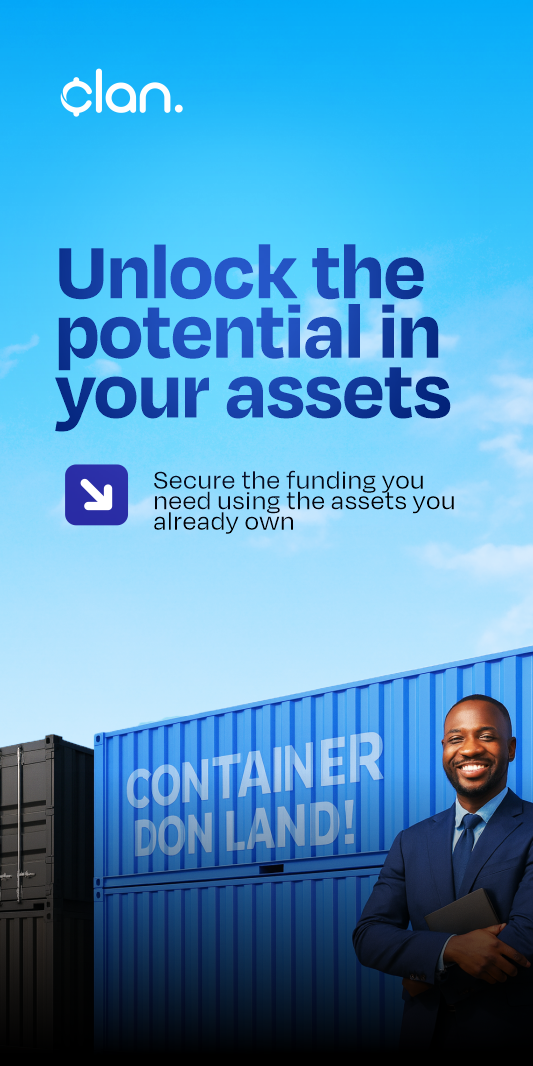 clan.
Unlock the
potential in
your assets
Secure the funding you
need using the assets you
already own
CONTAINER
DON LAND!